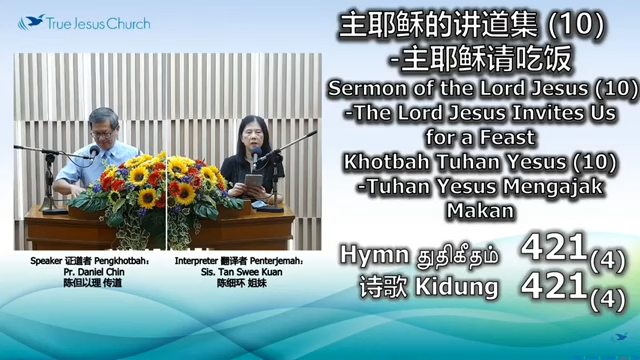 True Jesus Church
主耶稣的讲道集 (10)
-主耶稣请吃饭
Sermon of the Lord Jesus (10)
-The Lord Jesus Invites Us
for a Feast
Khotbah Tuhan Yesus (10)
-Tuhan Yesus Mengajak
Makan
Speaker 证道者 Pengkhotbah:
Pr. Daniel Chin
陈但以理 传道
Interpreter 翻译者 Penterjemah:
Sis. Tan Swee Kuan
陈细环 姐妹
Hymn துதிகீதம் 421(4)
诗歌 Kidung 421(4)